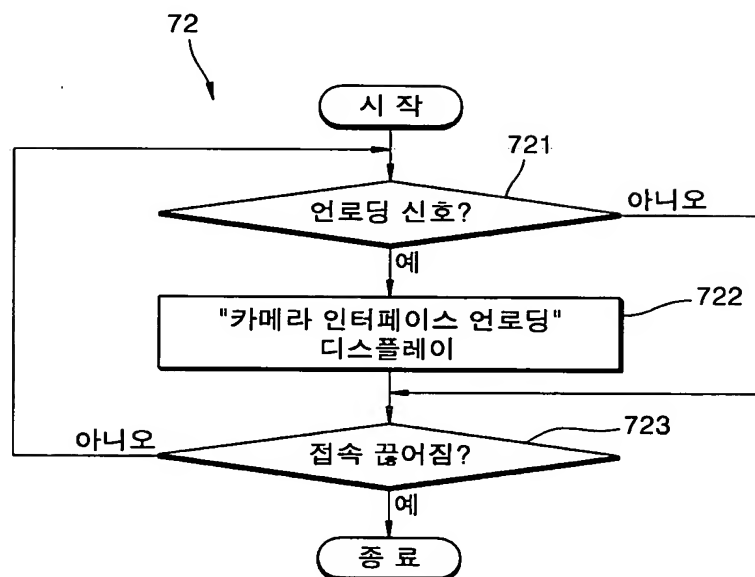 72
시 작
721
언로딩 신호?
아니오
예
722
"카메라 인터페이스 언로딩"
디스플레이
723
아니오
접속 끊어짐?
예
종 료